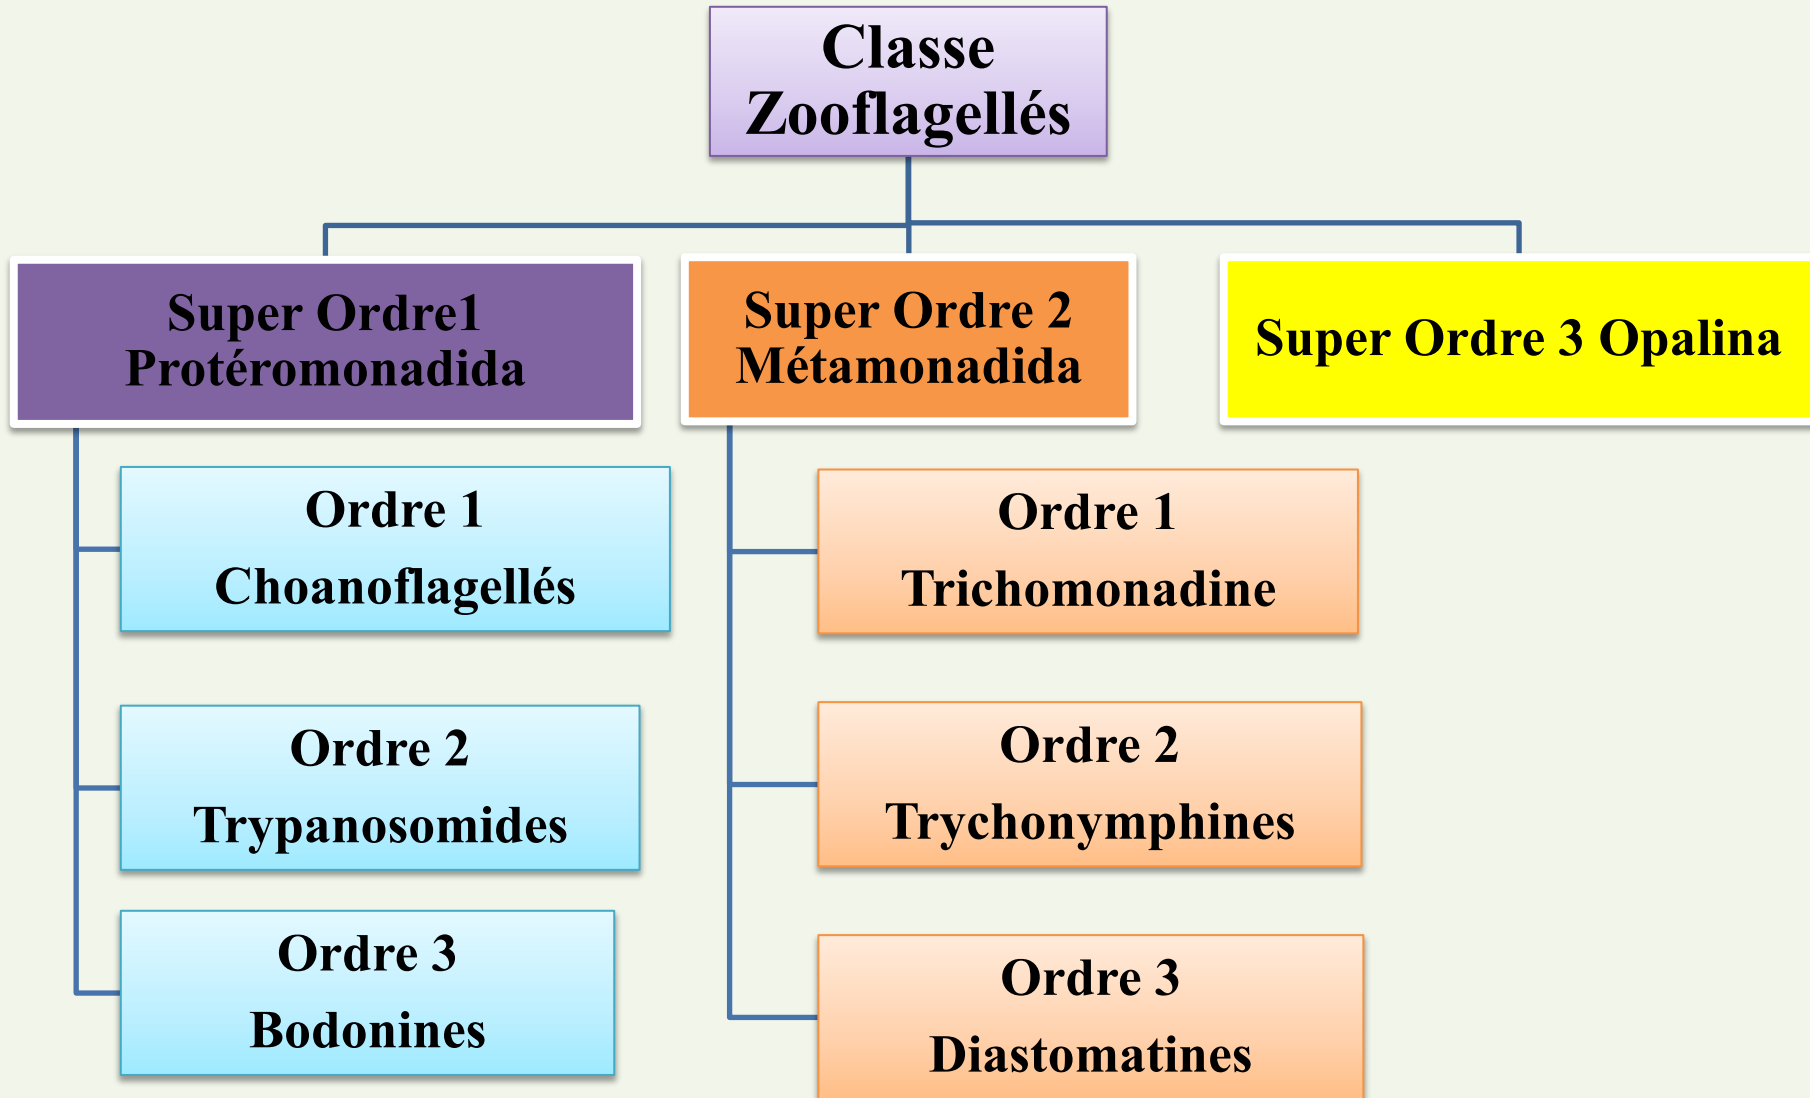 Classe
Zooflagellés
Super Ordre1
Protéromonadida
Super Ordre 2
Métamonadida
Super Ordre 3 Opalina
Ordre 1
Choanoflagellés
Ordre 2
Trypanosomides
Ordre 3
Bodonines
Ordre 1
Trichomonadine
Ordre 2
Trychonymphines
Ordre 3
Diastomatines